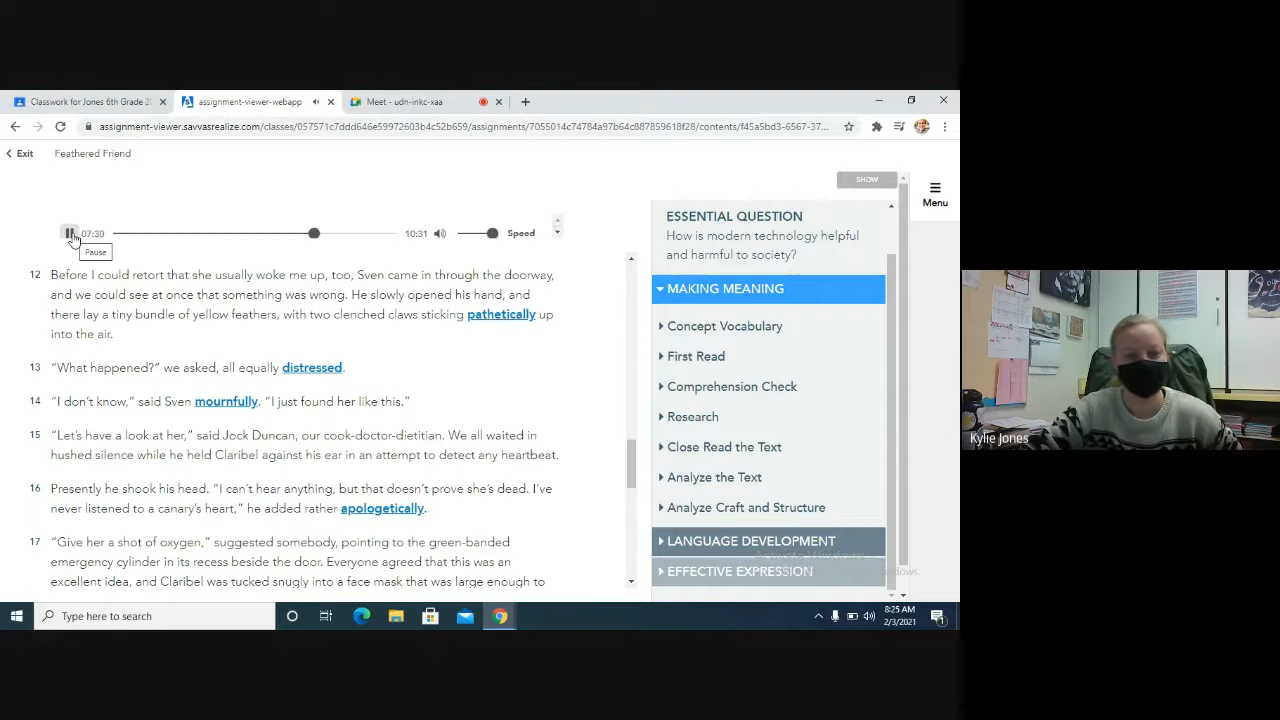 Classwork for Jones 6th Grade 2
assignment-viewer-webapp
Meet - udn-inkc-xaa
assignment-viewer.savvasrealize.com/classes/057571c7ddd646e59972603b4c52b659/assignments/7055014c74784a97b64c887859618f28/contents/f45a5bd3-6567-37...
Exit
Feathered Friend
SHOW
Menu
07:30
10:31
Speed
Pause
12 Before I could retort that she usually woke me up, too, Sven came in through the doorway,
and we could see at once that something was wrong. He slowly opened his hand, and
there lay a tiny bundle of yellow feathers, with two clenched claws sticking pathetically up
into the air.
13 “What happened?” we asked, all equally distressed.
14 “I don’t know,” said Sven mournfully. “I just found her like this.”
15 “Let’s have a look at her,” said Jock Duncan, our cook-doctor-dietitian. We all waited in
hushed silence while he held Claribel against his ear in an attempt to detect any heartbeat.
16 Presently he shook his head. “I can’t hear anything, but that doesn’t prove she’s dead. I’ve
never listened to a canary’s heart,” he added rather apologetically.
17 “Give her a shot of oxygen,” suggested somebody, pointing to the green-banded
emergency cylinder in its recess beside the door. Everyone agreed that this was an
excellent idea, and Claribel was tucked snugly into a face mask that was large enough to
ESSENTIAL QUESTION
How is modern technology helpful
and harmful to society?
MAKING MEANING
Concept Vocabulary
First Read
Comprehension Check
Research
Close Read the Text
Analyze the Text
Analyze Craft and Structure
LANGUAGE DEVELOPMENT
Activate Windows
EFFECTIVE EXPRESSION
Kylie Jones
Type here to search
8:25 AM
2/3/2021